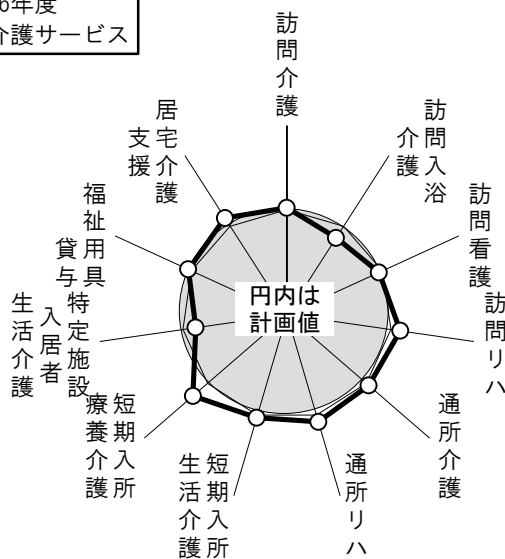 6年度
介護サービス
訪問介護
訪問入浴
介護
訪問看護
訪問リハ
通所介護
通所リハ
短期入所
生活介護
短期入所
療養介護
特定施設
入居者
生活介護
福祉用具
貸与
居宅介護
支援
円内は
計画値